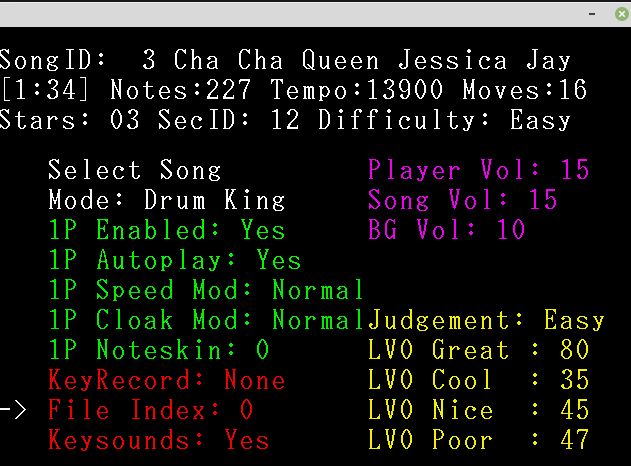 SongID:  3 Cha Cha Queen Jessica Jay
[1:34] Notes:227 Tempo:13900 Moves:16
Stars: 03 SecID: 12 Difficulty: Easy
Select Song
Player Vol: 15
Mode: Drum King
Song Vol: 15
1P Enabled: Yes
BG Vol: 10
1P Autoplay: Yes
1P Speed Mod: Normal
1P Cloak Mod: Normal
Judgement: Easy
1P Noteskin: 0
LV0 Great : 80
KeyRecord: None
LV0 Cool  : 35
-> File Index: 0
LV0 Nice  : 45
Keysounds: Yes
LV0 Poor  : 47